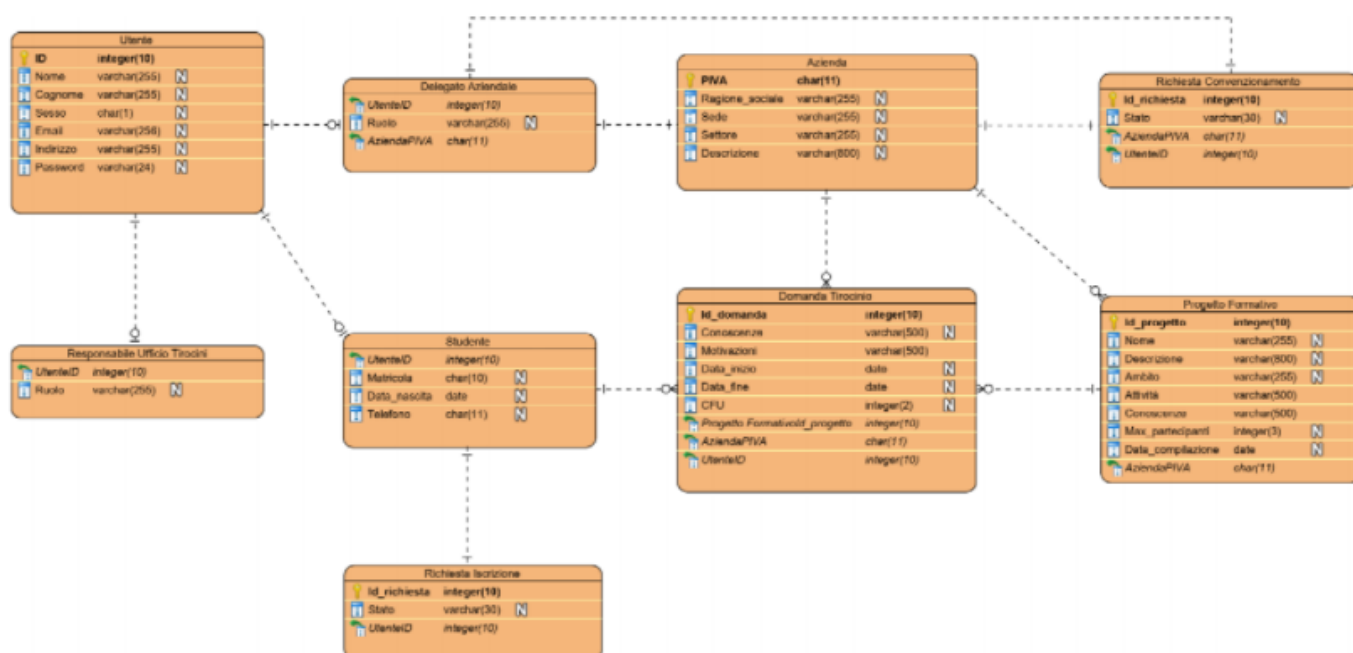 Utente
ID integer(10)
Nome varchar(255) N
Cognome varchar(255) N
Sesso char(1) N
Email varchar(256) N
Indirizzo varchar(255) N
Password varchar(24) N
Delegato Aziendale
UtenteID integer(10)
Ruolo varchar(255) N
AziendaPIVA char(11)
Azienda
PIVA char(11)
Ragione_sociale varchar(255) N
Sede varchar(255) N
Settore varchar(255) N
Descrizione varchar(800) N
Richiesta Convenzionamento
Id_richiesta integer(10)
Stato varchar(30) N
AziendaPIVA char(11)
UtenteID integer(10)
Responsabile Ufficio Tirocini
UtenteID integer(10)
Ruolo varchar(255) N
Studente
UtenteID integer(10)
Matricola char(10) N
Data_nascita date N
Telefono char(11) N
Domanda Tirocinio
Id_domanda integer(10)
Conoscenze varchar(500) N
Motivazioni varchar(500)
Data_inizio date N
Data_fine date N
CFU integer(2) N
Progetto FormativoId_progetto integer(10)
AziendaPIVA char(11)
UtenteID integer(10)
Progetto Formativo
Id_progetto integer(10)
Nome varchar(255) N
Descrizione varchar(800) N
Ambito varchar(255) N
Attività varchar(500)
Conoscenze varchar(500)
Max_partecipanti integer(3) N
Data_compilazione date N
AziendaPIVA char(11)
Richiesta Iscrizione
Id_richiesta integer(10)
Stato varchar(30) N
UtenteID integer(10)